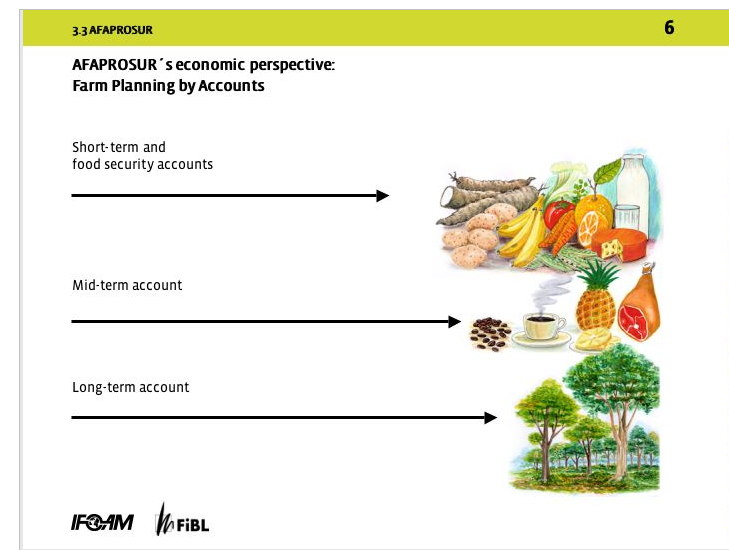 3.3 AFAPROSUR
6
AFAPROSUR´s economic perspective:
Farm Planning by Accounts
Short-term and
food security accounts
Mid-term account
Long-term account
IFOAM
FiBL